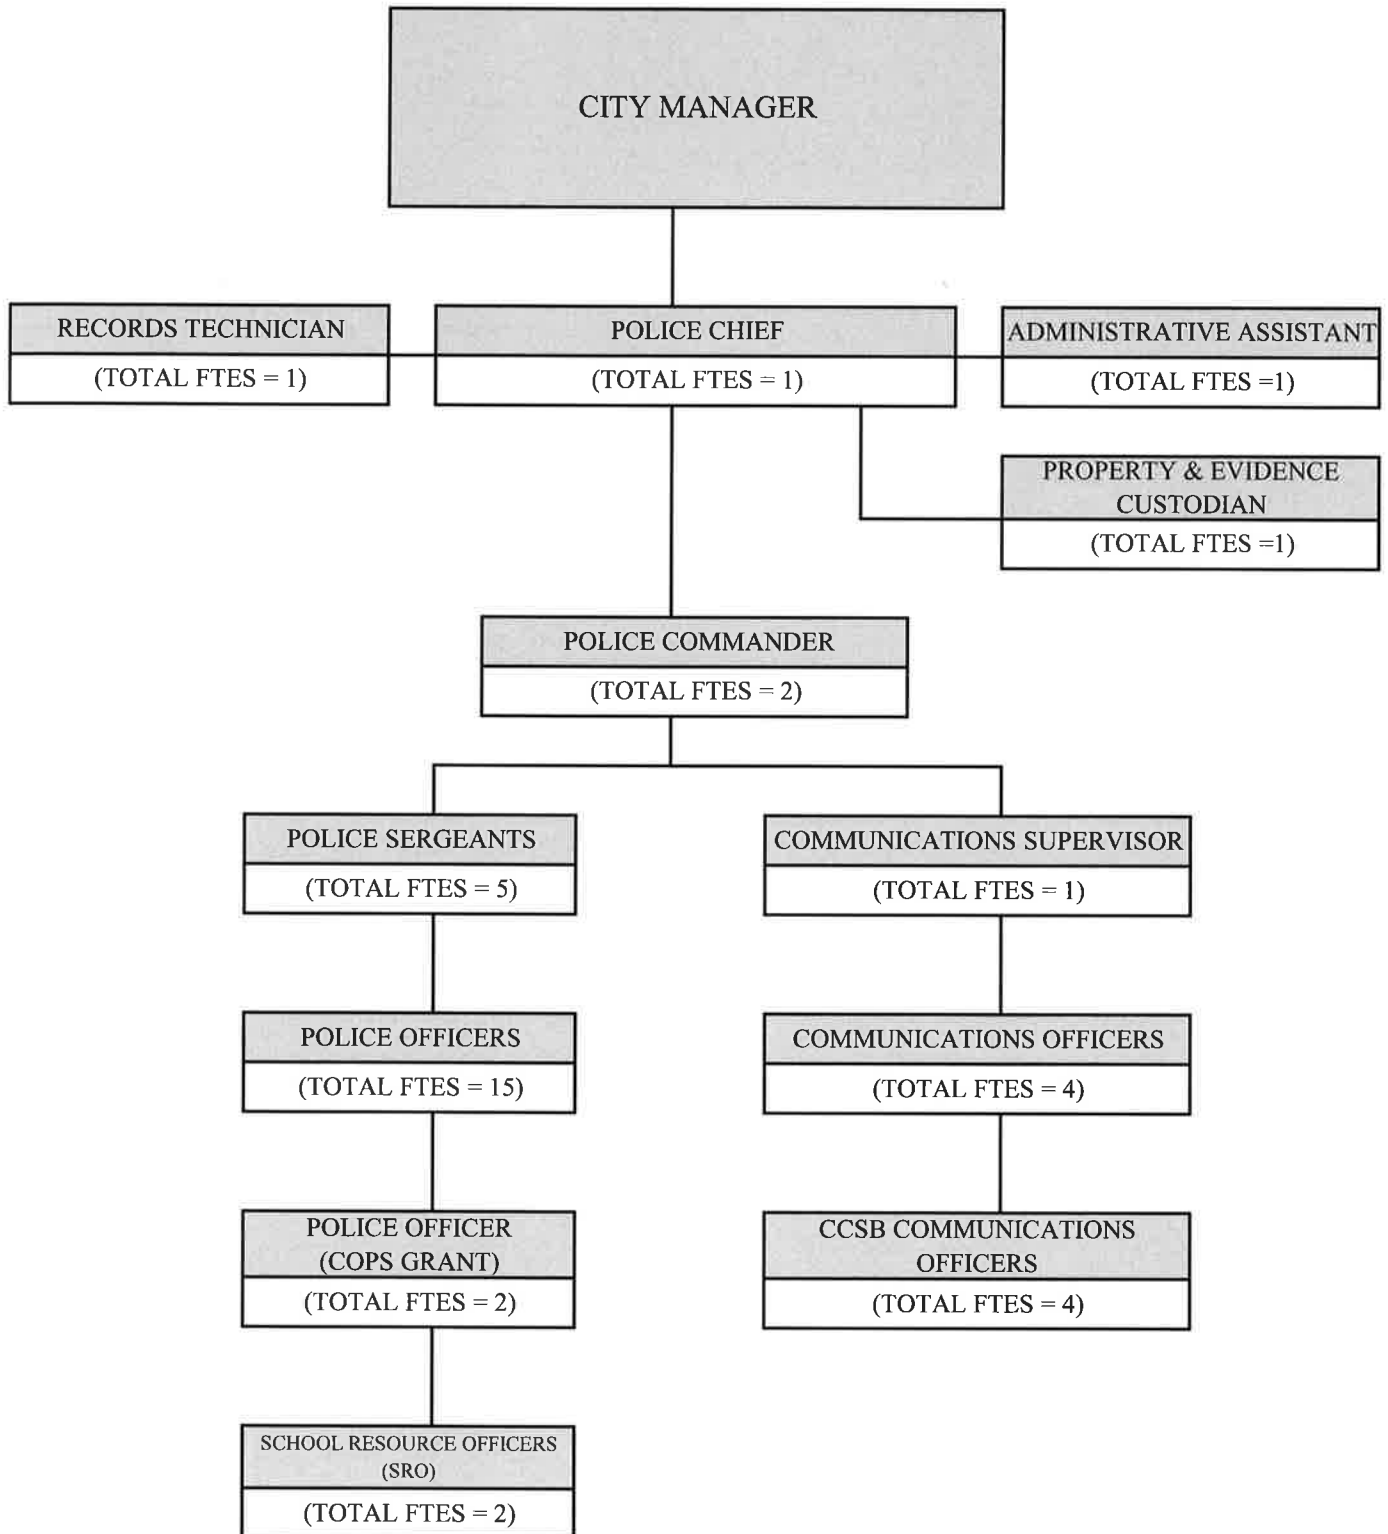 CITY MANAGER
RECORDS TECHNICIAN
(TOTAL FTES = 1)
POLICE CHIEF
(TOTAL FTES = 1)
ADMINISTRATIVE ASSISTANT
(TOTAL FTES =1)
PROPERTY & EVIDENCE
CUSTODIAN
(TOTAL FTES =1)
POLICE COMMANDER
(TOTAL FTES = 2)
POLICE SERGEANTS
(TOTAL FTES = 5)
COMMUNICATIONS SUPERVISOR
(TOTAL FTES = 1)
POLICE OFFICERS
(TOTAL FTES = 15)
COMMUNICATIONS OFFICERS
(TOTAL FTES = 4)
POLICE OFFICER
(COPS GRANT)
(TOTAL FTES = 2)
CCSB COMMUNICATIONS
OFFICERS
(TOTAL FTES = 4)
SCHOOL RESOURCE OFFICERS
(SRO)
(TOTAL FTES = 2)